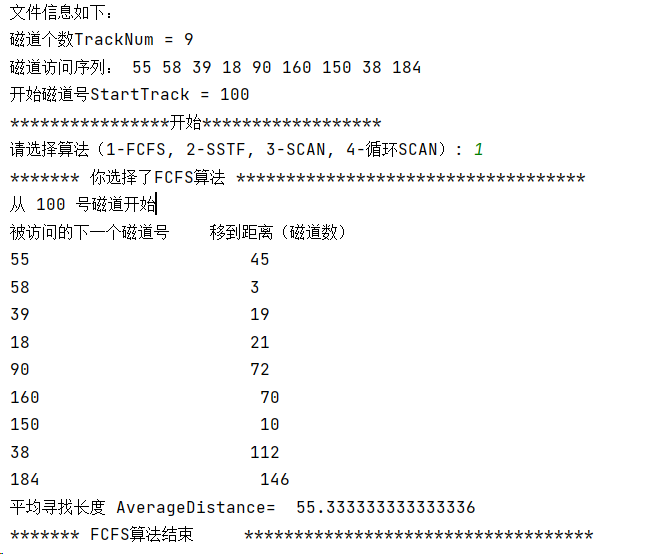 文件信息如下:
磁道个数TrackNum = 9
磁道访问序列: 55 58 39 18 90 160 150 38 184
开始磁道号StartTrack = 100
****************开始******************
请选择算法（1-FCFS, 2-SSTF, 3-SCAN, 4-循环SCAN）: 1
******* 你选择了FCFS算法 ***********************************
从 100 号磁道开始
被访问的下一个磁道号    移到距离（磁道数）
55                      45
58                      3
39                      19
18                      21
90                      72
160                      70
150                      10
38                      112
184                      146
平均寻找长度 AverageDistance=  55.333333333333336
******* FCFS算法结束     ***********************************